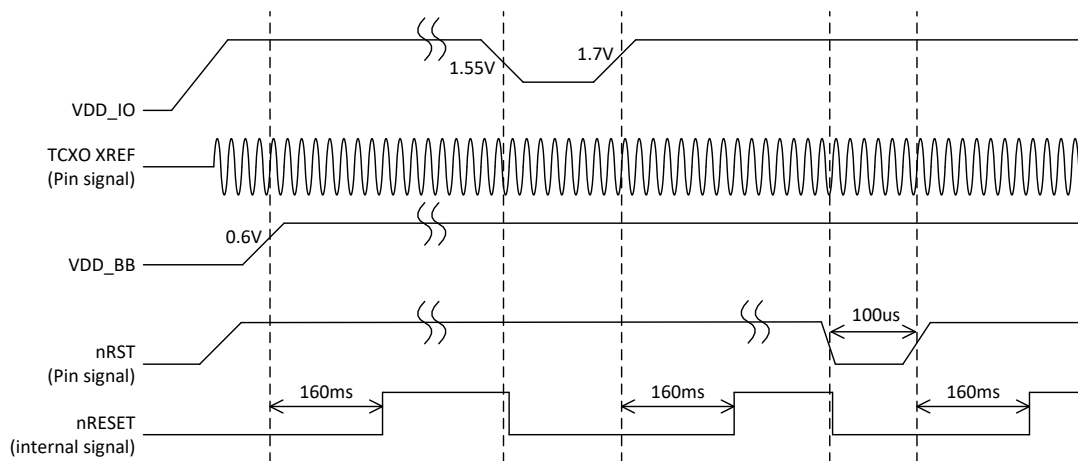 1.55V
1.7V
VDD_IO
TCXO XREF
(Pin signal)
0.6V
VDD_BB
100us
nRST
(Pin signal)
160ms
160ms
160ms
nRESET
(internal signal)